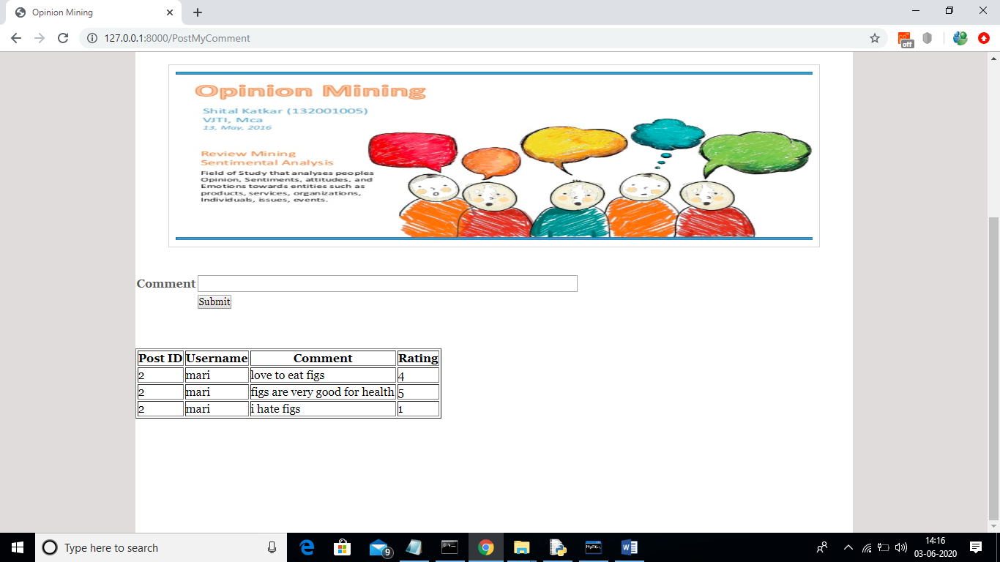 Opinion Mining
127.0.0.1:8000/PostMyComment
off
Opinion Mining
Shital Katkar (132001005)
VJTI, Mca
13, May, 2016
Review Mining
Sentimental Analysis
Field of Study that analyses peoples
Opinion, Sentiments, attitudes, and
Emotions towards entities such as
products, services, organizations,
Individuals, issues, events.
Comment
Submit
Post ID Username Comment Rating
2 mari love to eat figs 4
2 mari figs are very good for health 5
2 mari i hate figs 1
Type here to search
9
14:16
03-06-2020